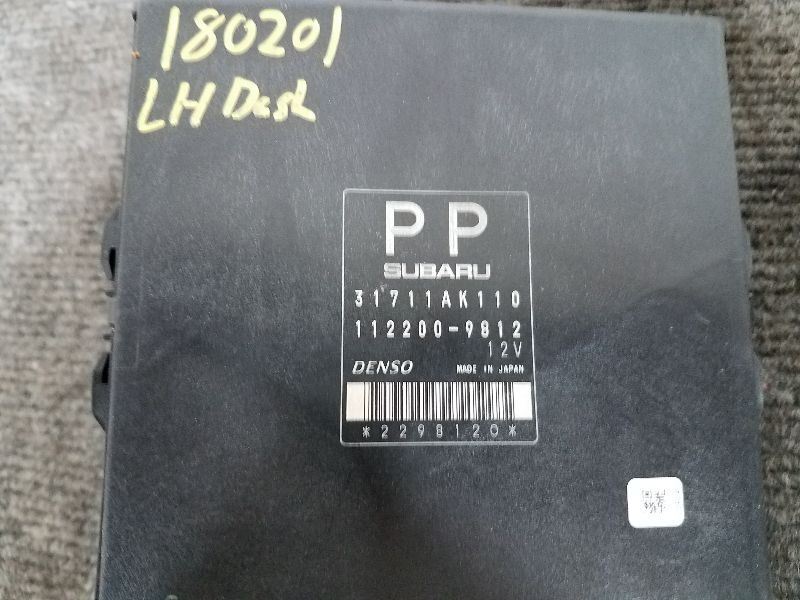 180201
LH Dash
PP
SUBARU
31711AK110
112200-9812
12V
DENSO MADE IN JAPAN
*2298120*